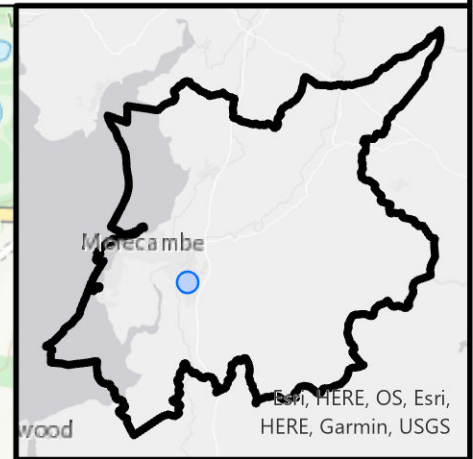 Morecambe
wood
Esri, HERE, OS, Esri,
HERE, Garmin, USGS